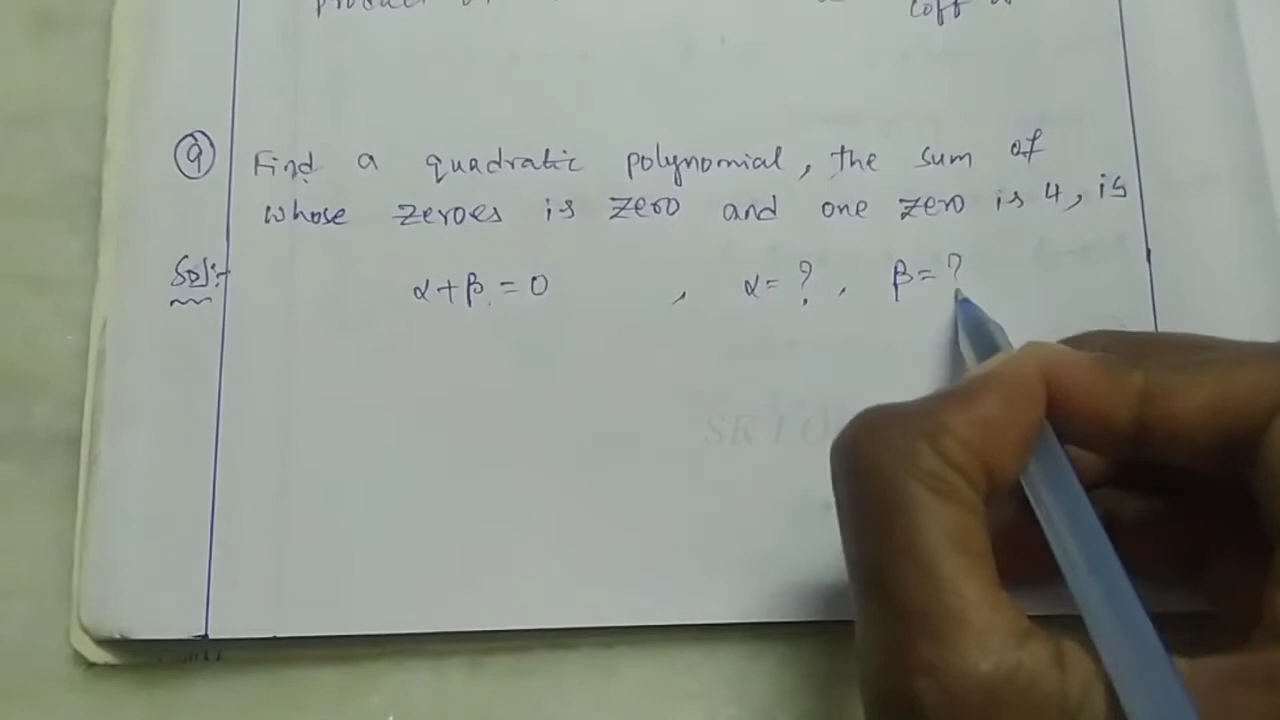 coff
9 Find a quadratic polynomial, the sum of
whose zeroes is zero and one zero is 4, is
Sol:-
α+β = 0 , α = ? , β = ?